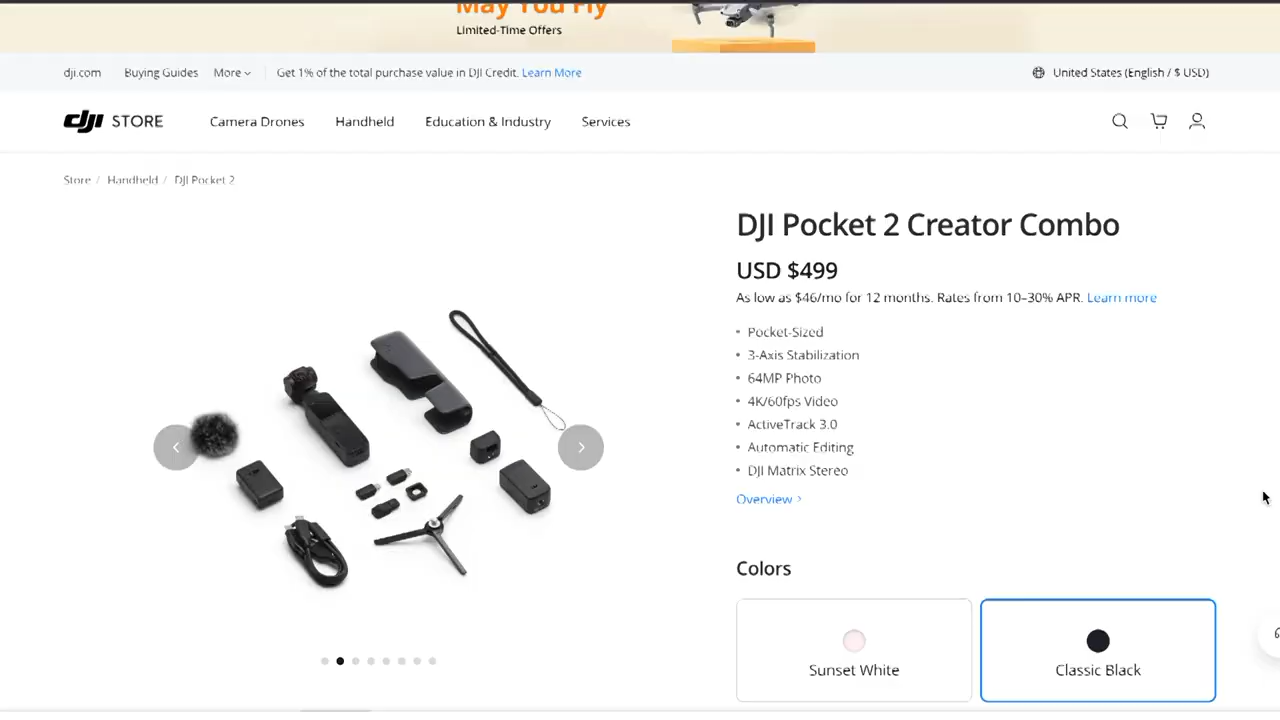 May You Fly
Limited-Time Offers
dji.com Buying Guides More Get 1% of the total purchase value in DJI Credit. Learn More United States (English / $ USD)
dji STORE Camera Drones Handheld Education & Industry Services
Store / Handheld / DJI Pocket 2
DJI Pocket 2 Creator Combo
USD $499
As low as $46/mo for 12 months. Rates from 10–30% APR. Learn more
• Pocket-Sized
• 3-Axis Stabilization
• 64MP Photo
• 4K/60fps Video
• ActiveTrack 3.0
• Automatic Editing
• DJI Matrix Stereo
Overview >
Colors
Sunset White Classic Black